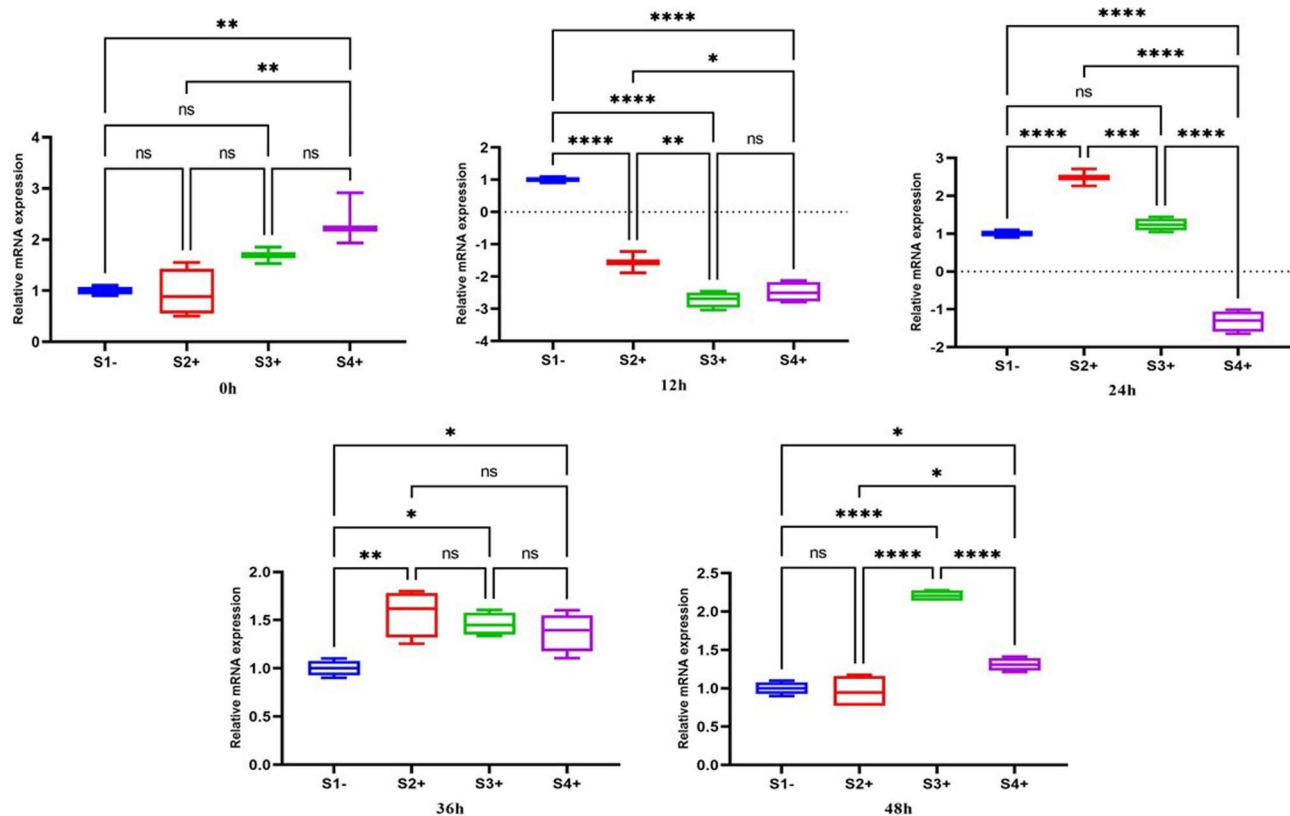 **
**
ns
ns ns ns
Relative mRNA expression
4
3
2
1
0
S1- S2+ S3+ S4+
0h
****
*
****
**** ** ns
Relative mRNA expression
2
1
0
-1
-2
-3
-4
S1- S2+ S3+ S4+
12h
****
****
ns
**** *** ****
Relative mRNA expression
3
2
1
0
-1
-2
S1- S2+ S3+ S4+
24h
*
ns
*
** ns ns
Relative mRNA expression
2.0
1.5
1.0
0.5
0.0
S1- S2+ S3+ S4+
36h
*
*
****
ns **** ****
Relative mRNA expression
2.5
2.0
1.5
1.0
0.5
0.0
S1- S2+ S3+ S4+
48h